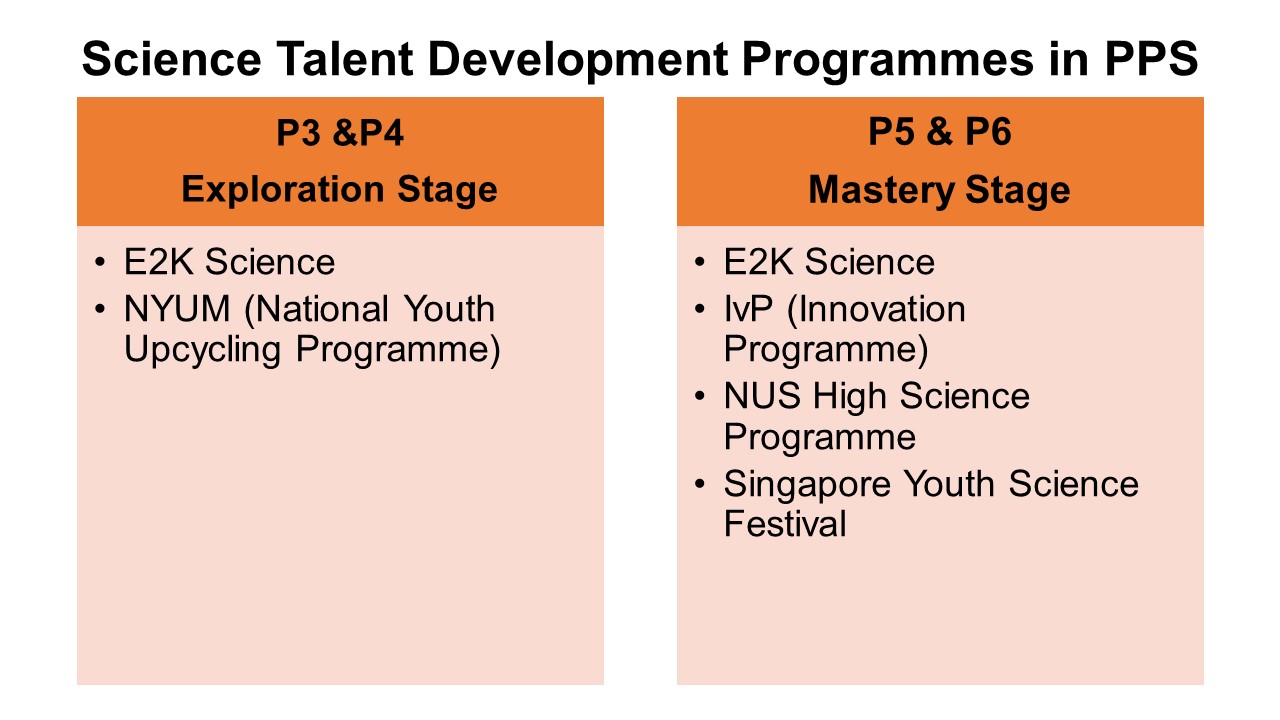 Science Talent Development Programmes in PPS
P3 &P4
Exploration Stage
• E2K Science
• NYUM (National Youth
Upcycling Programme)
P5 & P6
Mastery Stage
• E2K Science
• IvP (Innovation
Programme)
• NUS High Science
Programme
• Singapore Youth Science
Festival